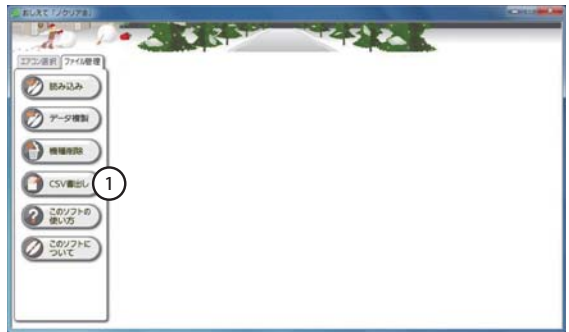 おしえて「ノクリア®」
エアコン選択 ファイル管理
読み込み
データ複製
機種削除
CSV書出し
1
このソフトの
使い方
このソフトに
ついて